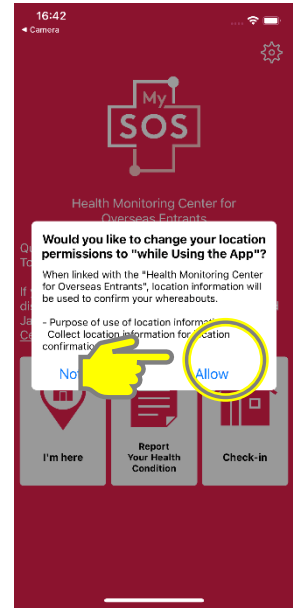 16:42
◀ Camera
My
SOS
Health Monitoring Center for
Overseas Entrants
Would you like to change your location
permissions to "while Using the App"?
When linked with the "Health Monitoring Center
for Overseas Entrants", location information will
be used to confirm your whereabouts.
- Purpose of use of location
Collect location information for location
confirmation
Allow
I'm here
Report
Your Health
Condition
Check-in